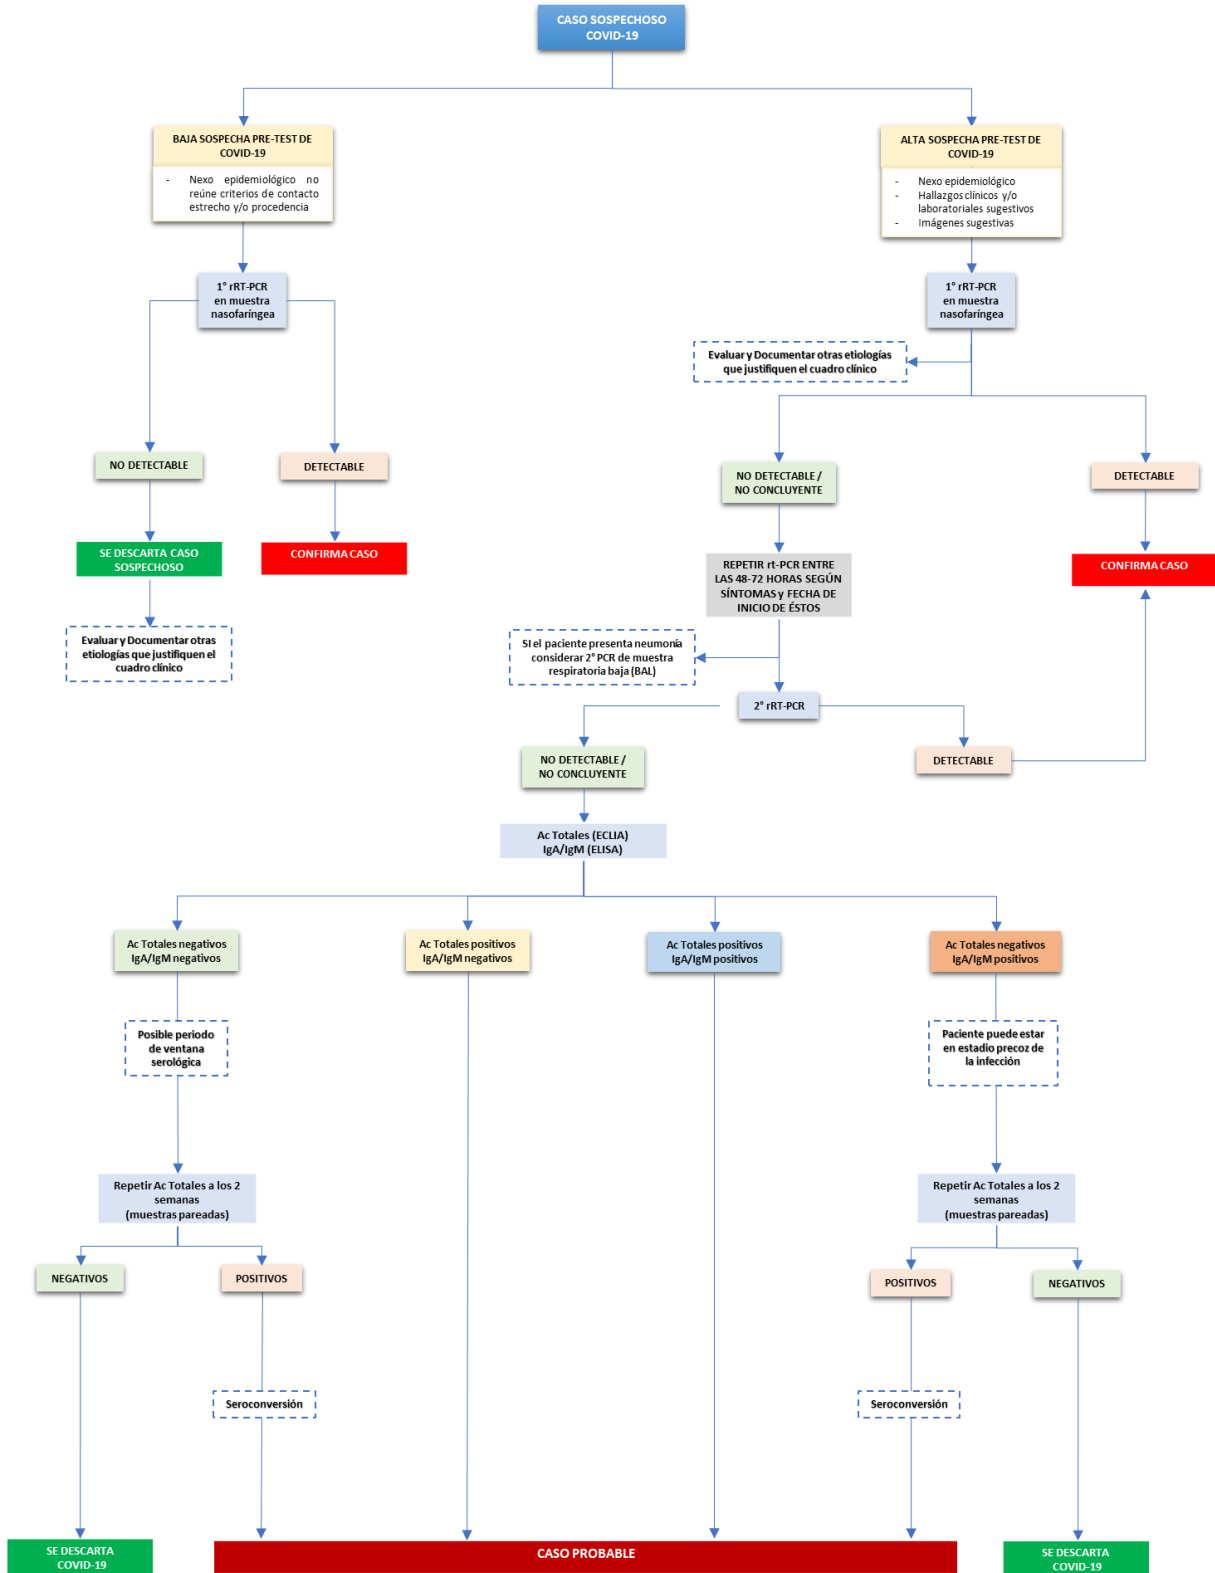 CASO SOSPECHOSO
COVID-19
BAJA SOSPECHA PRE-TEST DE
COVID-19
- Nexo epidemiológico no
reúne criterios de contacto
estrecho y/o procedencia
ALTA SOSPECHA PRE-TEST DE
COVID-19
- Nexo epidemiológico
- Hallazgos clínicos y/o
laboratoriales sugestivos
- Imágenes sugestivas
1° rRT-PCR
en muestra
nasofaríngea
1° rRT-PCR
en muestra
nasofaríngea
Evaluar y Documentar otras etiologías
que justifiquen el cuadro clínico
NO DETECTABLE
DETECTABLE
NO DETECTABLE /
NO CONCLUYENTE
DETECTABLE
SE DESCARTA CASO
SOSPECHOSO
CONFIRMA CASO
REPETIR rt-PCR ENTRE
LAS 48-72 HORAS SEGÚN
SÍNTOMAS y FECHA DE
INICIO DE ÉSTOS
CONFIRMA CASO
Evaluar y Documentar otras
etiologías que justifiquen el
cuadro clínico
SI el paciente presenta neumonía
considerar 2° PCR de muestra
respiratoria baja (BAL)
2° rRT-PCR
NO DETECTABLE /
NO CONCLUYENTE
DETECTABLE
Ac Totales (ECLIA)
IgA/IgM (ELISA)
Ac Totales negativos
IgA/IgM negativos
Ac Totales positivos
IgA/IgM negativos
Ac Totales positivos
IgA/IgM positivos
Ac Totales negativos
IgA/IgM positivos
Posible periodo
de ventana
serológica
Paciente puede estar
en estadio precoz de
la infección
Repetir Ac Totales a los 2
semanas
(muestras pareadas)
Repetir Ac Totales a los 2
semanas
(muestras pareadas)
NEGATIVOS
POSITIVOS
POSITIVOS
NEGATIVOS
Seroconversión
Seroconversión
SE DESCARTA
COVID-19
CASO PROBABLE
SE DESCARTA
COVID-19